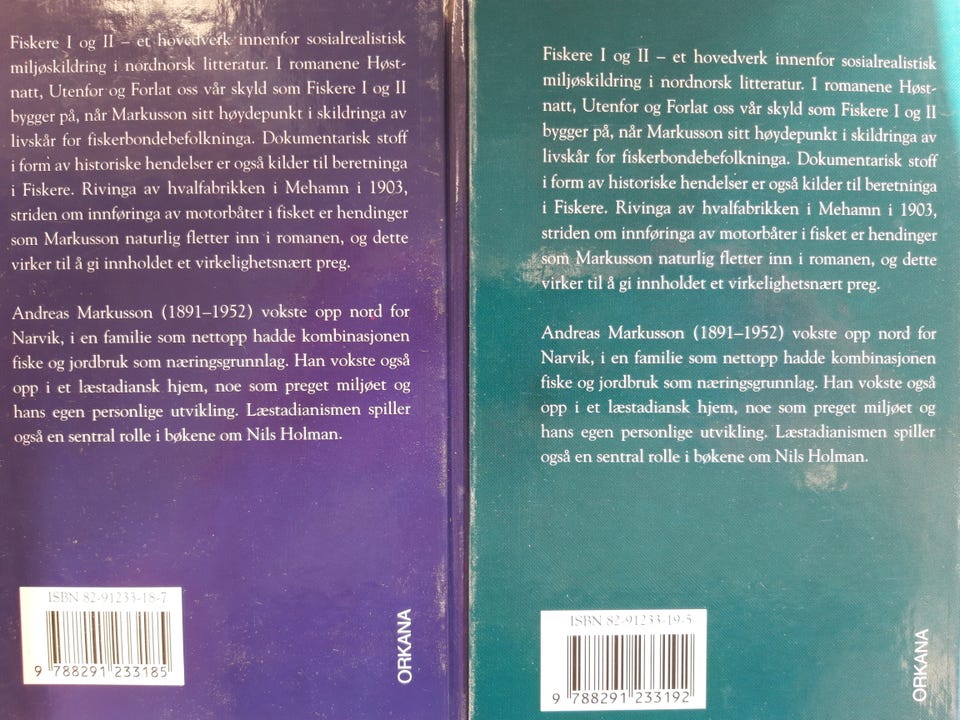 Fiskere I og II – et hovedverk innenfor sosialrealistisk
miljøskildring i nordnorsk litteratur. I romanene Høst-
natt, Utenfor og Forlat oss vår skyld som Fiskere I og II
bygger på, når Markusson sitt høydepunkt i skildringa av
livskår for fiskerbondebefolkninga. Dokumentarisk stoff
i form av historiske hendelser er også kilder til beretninga
i Fiskere. Rivinga av hvalfabrikken i Mehamn i 1903,
striden om innføringa av motorbåter i fisket er hendinger
som Markusson naturlig fletter inn i romanen, og dette
virker til å gi innholdet et virkelighetsnært preg.
Andreas Markusson (1891–1952) vokste opp nord for
Narvik, i en familie som nettopp hadde kombinasjonen
fiske og jordbruk som næringsgrunnlag. Han vokste også
opp i et læstadiansk hjem, noe som preget miljøet og
hans egen personlige utvikling. Læstadianismen spiller
også en sentral rolle i bøkene om Nils Holman.
ISBN 82-91233-18-7
9 788291 233185
ORKANA
Fiskere I og II – et hovedverk innenfor sosialrealistisk
miljøskildring i nordnorsk litteratur. I romanene Høst-
natt, Utenfor og Forlat oss vår skyld som Fiskere I og II
bygger på, når Markusson sitt høydepunkt i skildringa av
livskår for fiskerbondebefolkninga. Dokumentarisk stoff
i form av historiske hendelser er også kilder til beretninga
i Fiskere. Rivinga av hvalfabrikken i Mehamn i 1903,
striden om innføringa av motorbåter i fisket er hendinger
som Markusson naturlig fletter inn i romanen, og dette
virker til å gi innholdet et virkelighetsnært preg.
Andreas Markusson (1891–1952) vokste opp nord for
Narvik, i en familie som nettopp hadde kombinasjonen
fiske og jordbruk som næringsgrunnlag. Han vokste også
opp i et læstadiansk hjem, noe som preget miljøet og
hans egen personlige utvikling. Læstadianismen spiller
også en sentral rolle i bøkene om Nils Holman.
ISBN 82-91233-19-5
9 788291 233192
ORKANA